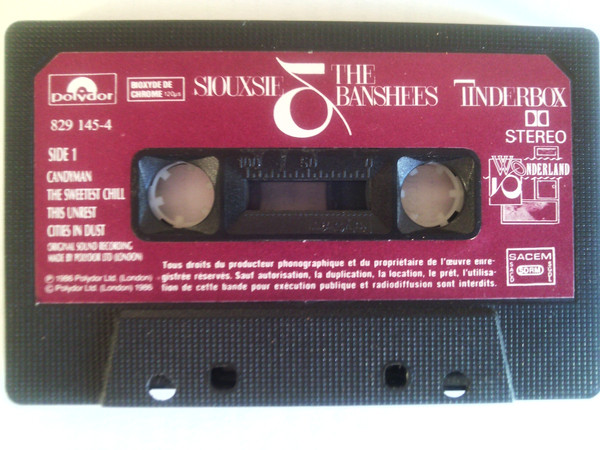 polydor
BIOXYDE DE
CHROME 120µs
SIOUXSIE & THE
BANSHEES
TINDERBOX
829 145-4
STEREO
SIDE 1
WONDERLAND
CANDYMAN
THE SWEETEST CHILL
THIS UNREST
CITIES IN DUST
ORIGINAL SOUND RECORDING
MADE BY POLYDOR LTD (LONDON)
100 50 0
℗ 1986 Polydor Ltd. (London)
© Polydor Ltd. (London) 1986
Tous droits du producteur phonographique et du propriétaire de l'œuvre enre-
gistrée réservés. Sauf autorisation, la duplication, la location, le prêt, l'utilisa-
tion de cette bande pour exécution publique et radiodiffusion sont interdits.
SACEM
SACD SDRM SGDL